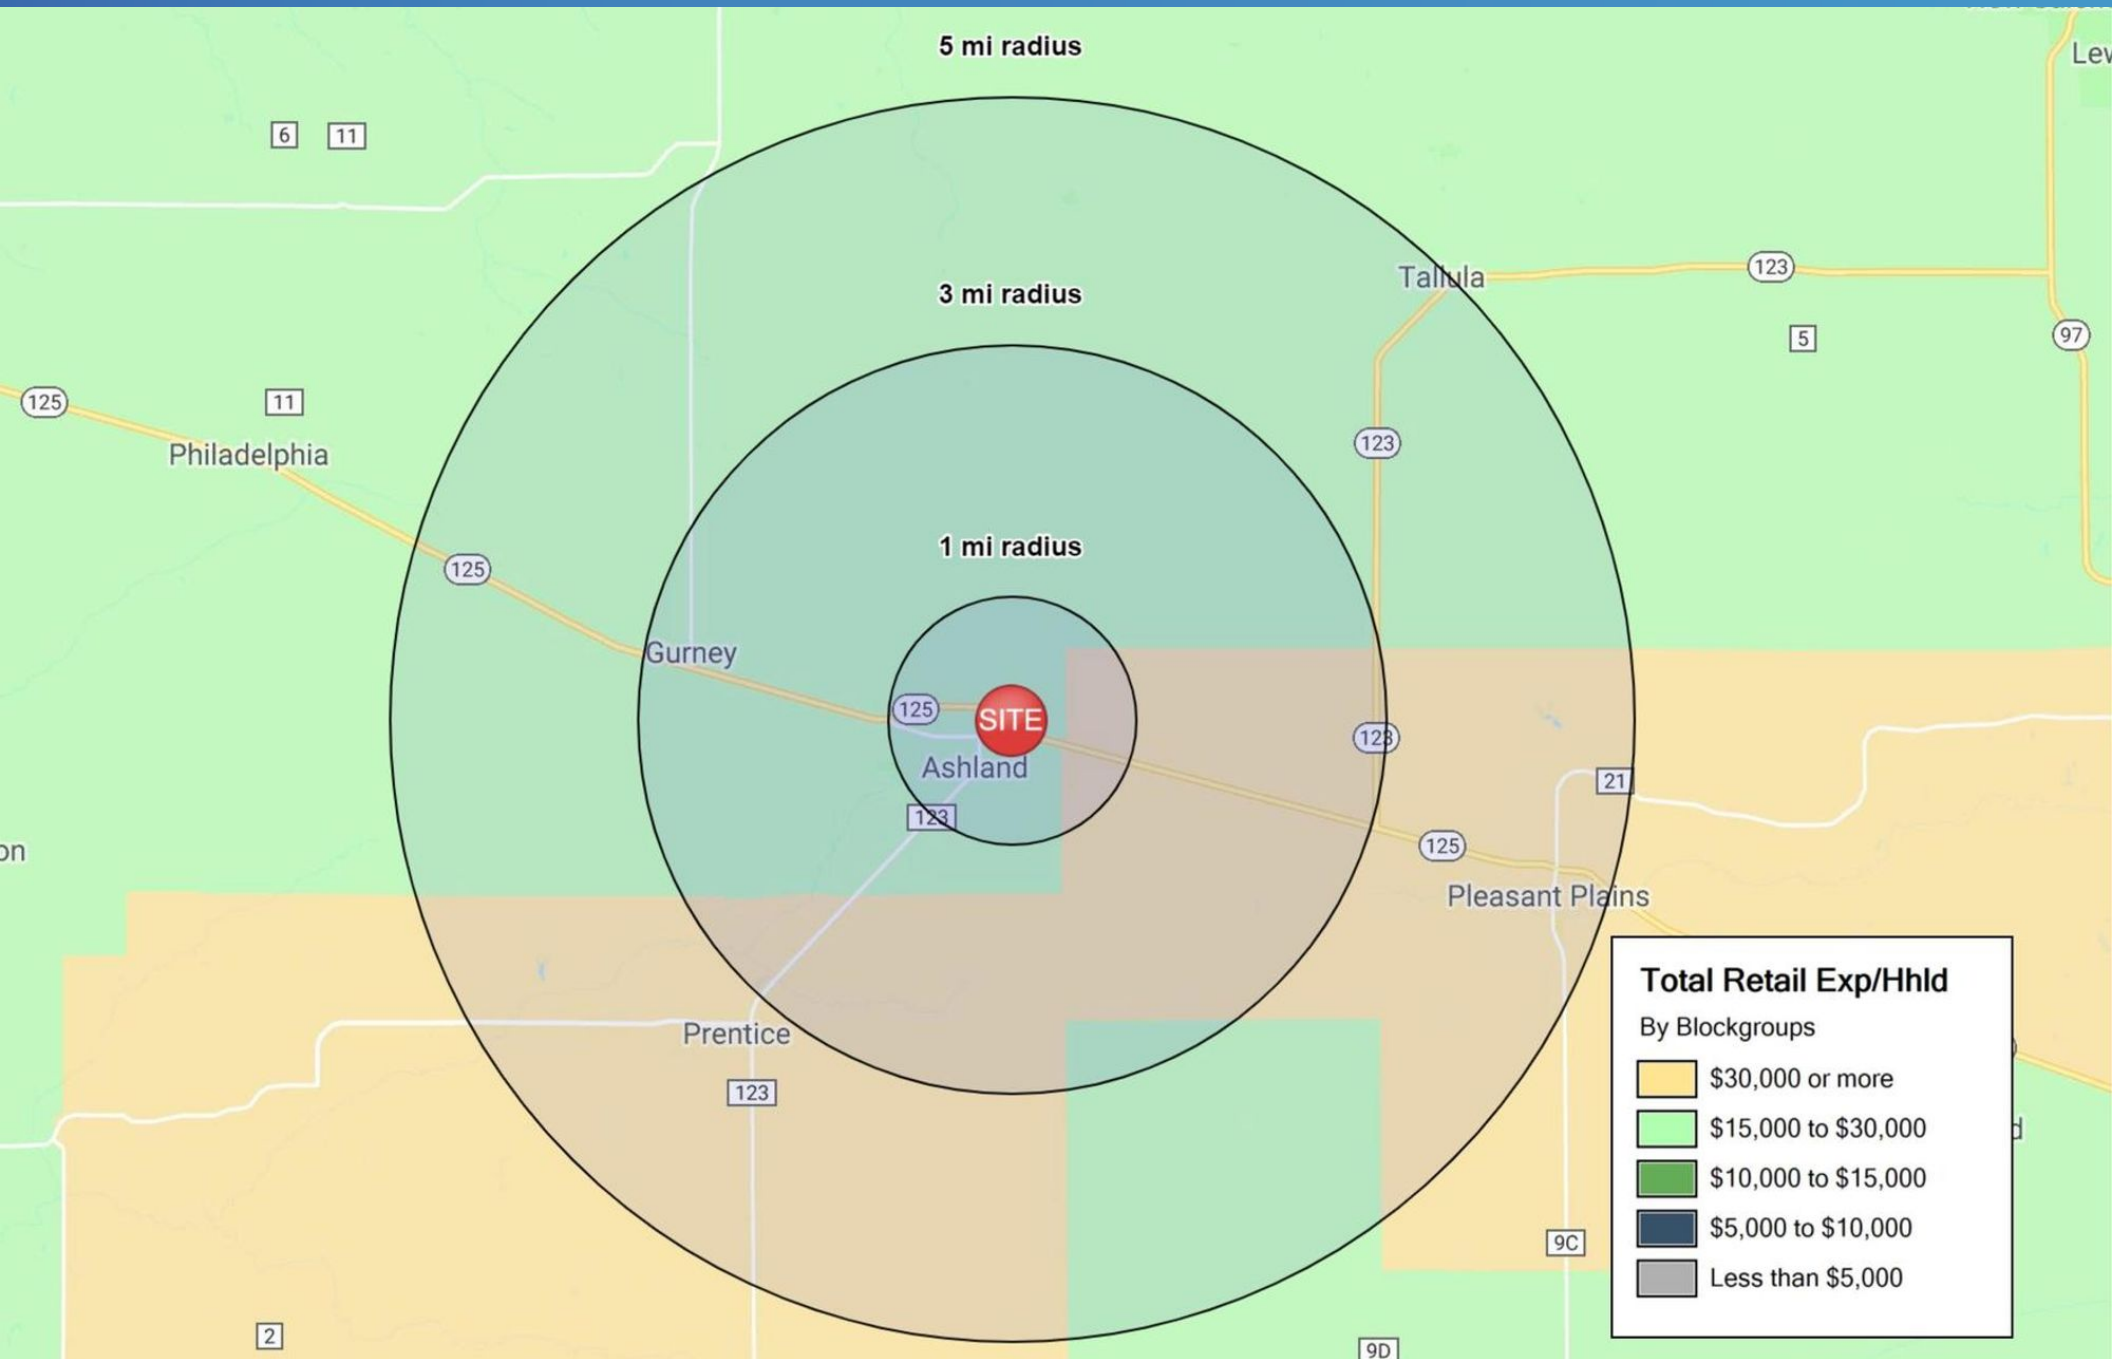 5 mi radius
Lew
6
11
3 mi radius
Tallula
123
5
97
125
11
123
Philadelphia
1 mi radius
125
Gurney
125
SITE
123
Ashland
21
123
125
on
Pleasant Plains
Total Retail Exp/Hhld
By Blockgroups
Prentice
$30,000 or more
123
$15,000 to $30,000
d
$10,000 to $15,000
$5,000 to $10,000
9C
Less than $5,000
2
9D